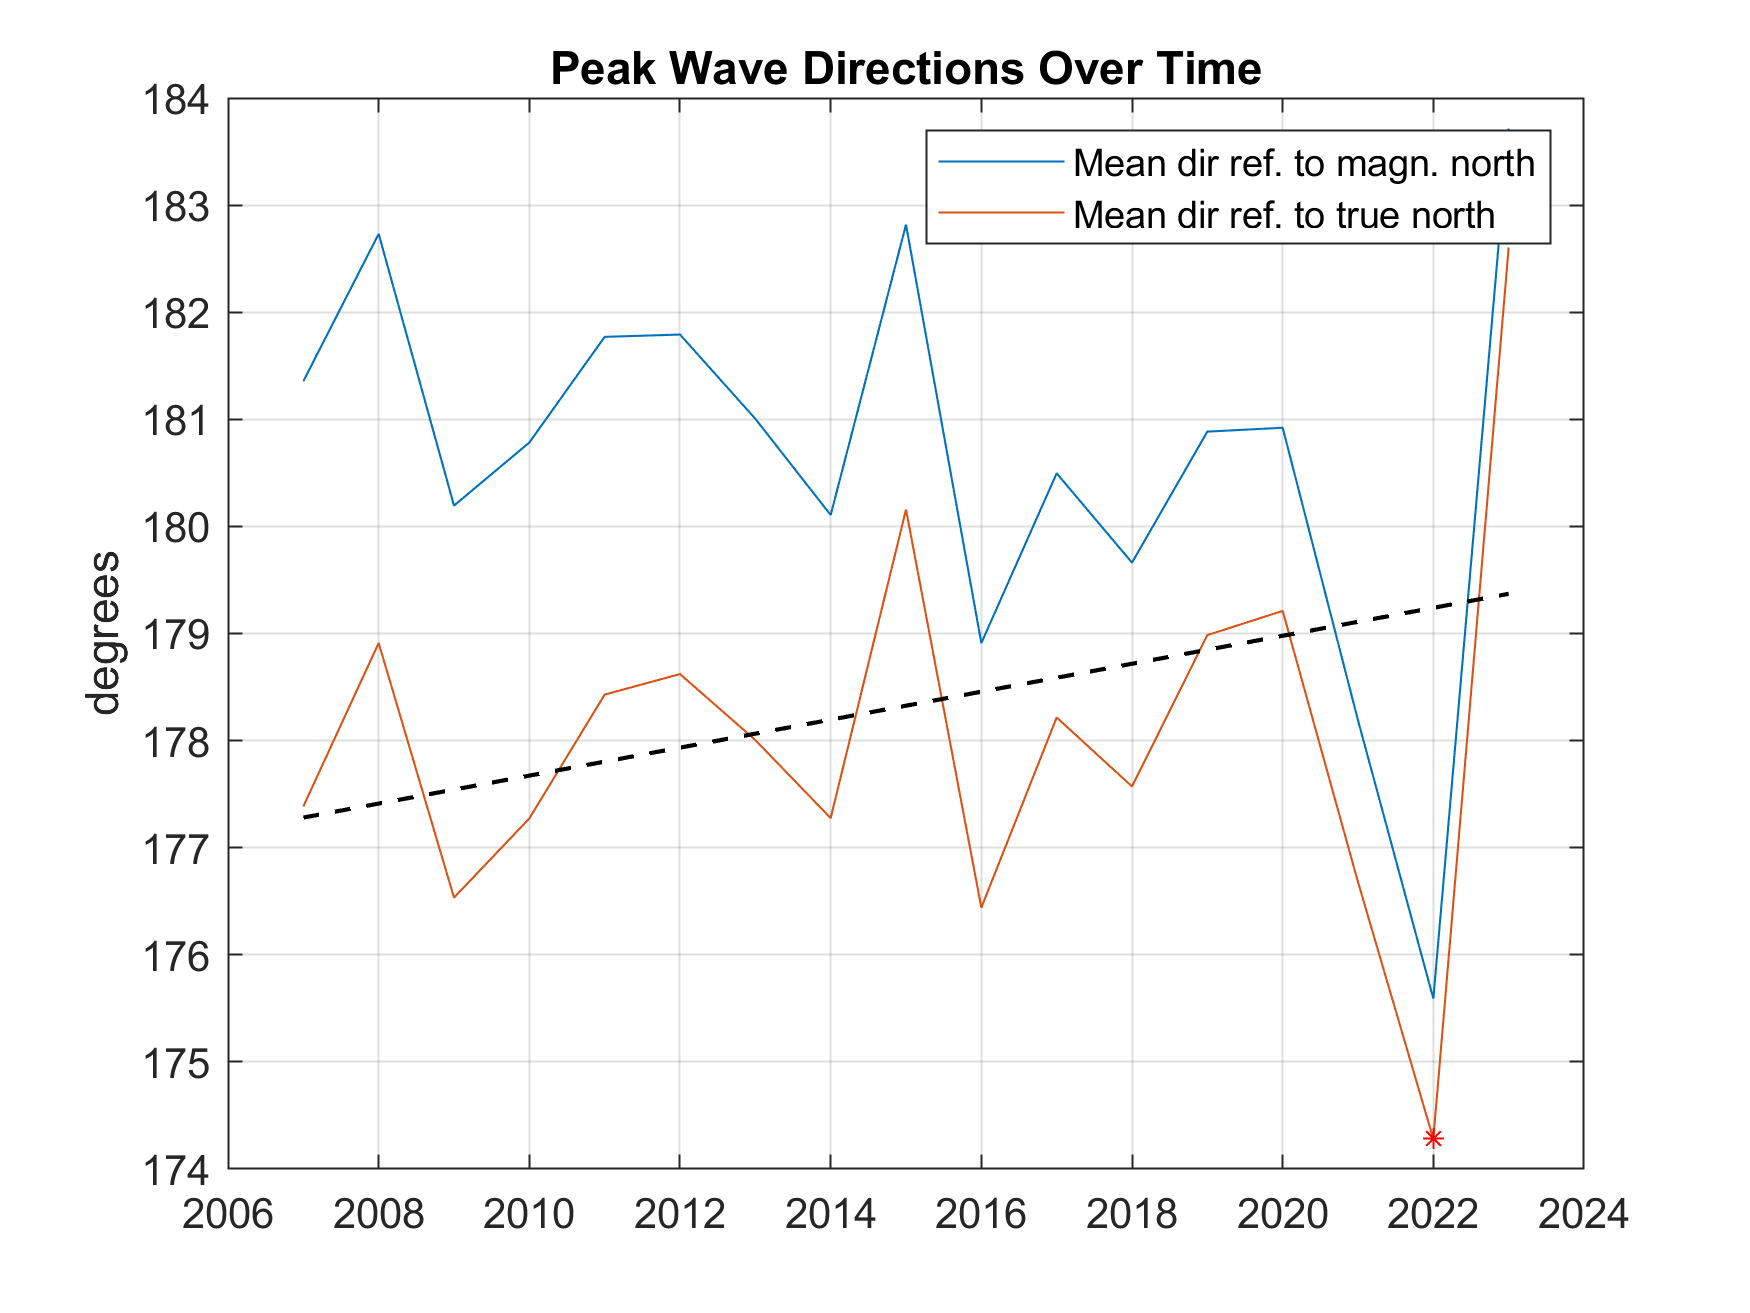 Peak Wave Directions Over Time
184
183
182
181
180
179
178
177
176
175
174
degrees
Mean dir ref. to magn. north
Mean dir ref. to true north
2006 2008 2010 2012 2014 2016 2018 2020 2022 2024